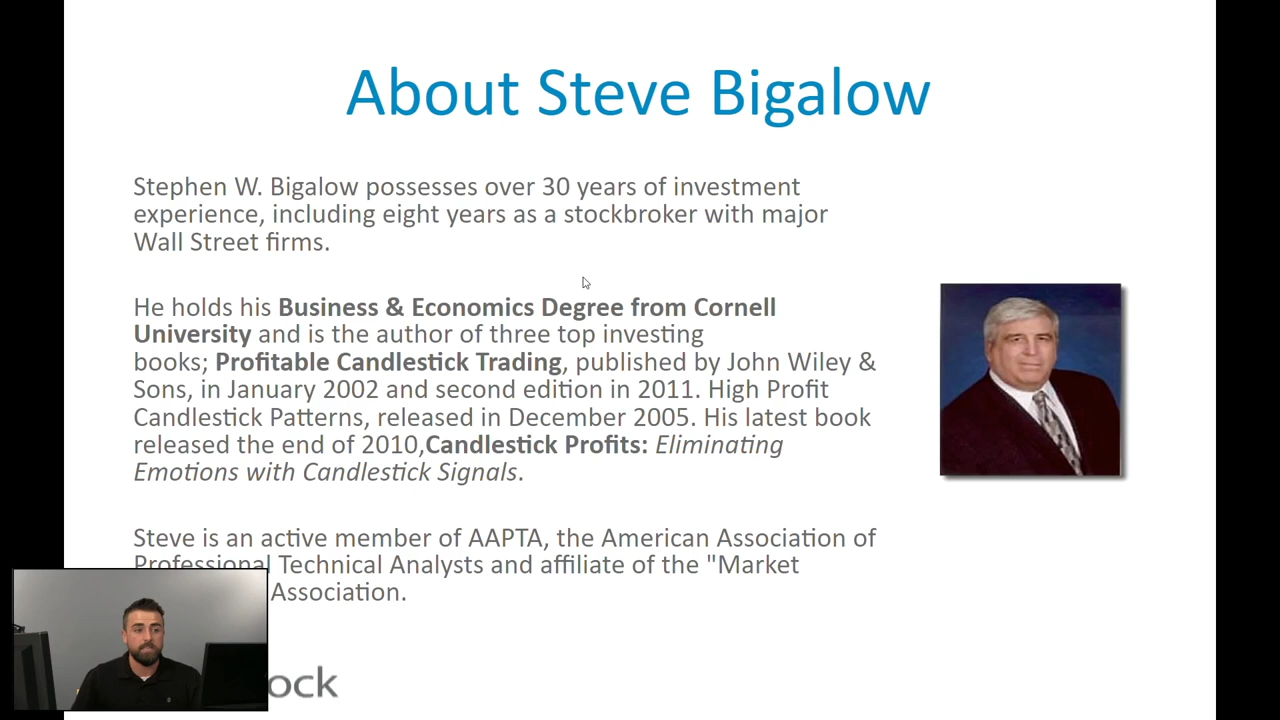 About Steve Bigalow
Stephen W. Bigalow possesses over 30 years of investment
experience, including eight years as a stockbroker with major
Wall Street firms.
He holds his Business & Economics Degree from Cornell
University and is the author of three top investing
books; Profitable Candlestick Trading, published by John Wiley &
Sons, in January 2002 and second edition in 2011. High Profit
Candlestick Patterns, released in December 2005. His latest book
released the end of 2010,Candlestick Profits: Eliminating
Emotions with Candlestick Signals.
Steve is an active member of AAPTA, the American Association of
Professional Technical Analysts and affiliate of the "Market
Association.
ock